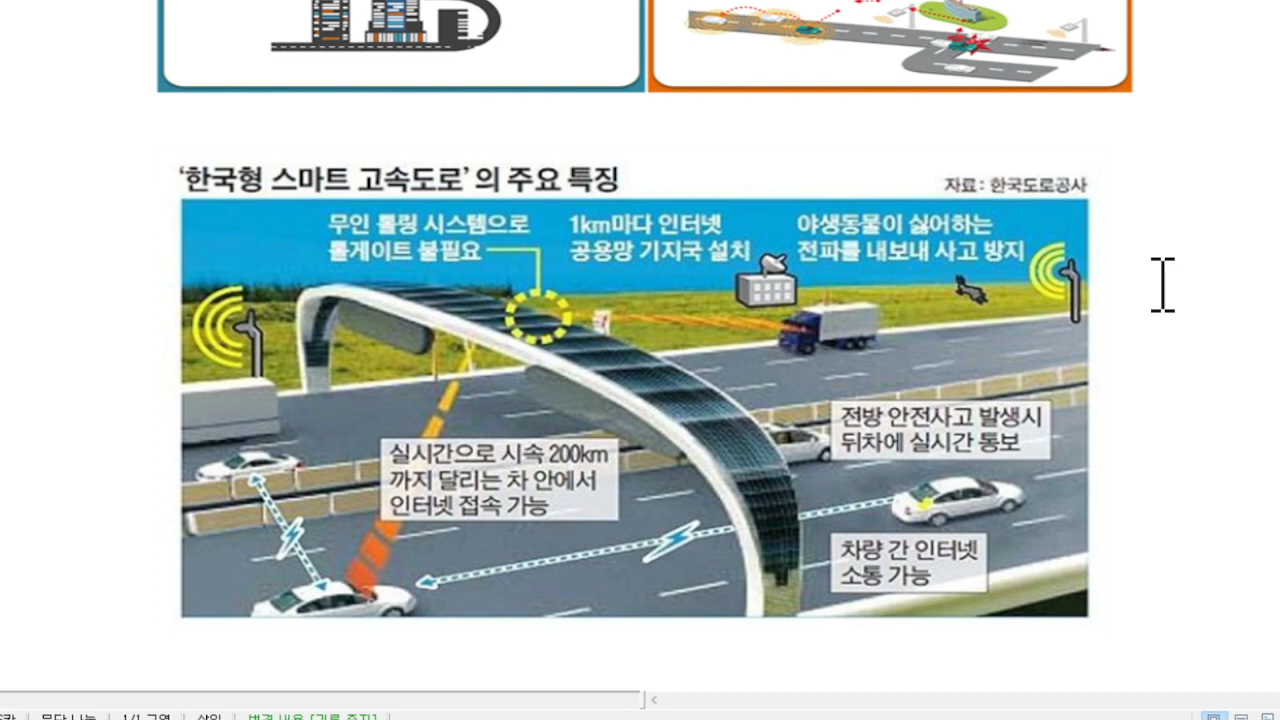 ‘한국형 스마트 고속도로’의 주요 특징
자료: 한국도로공사
무인 톨링 시스템으로
톨게이트 불필요
1km마다 인터넷
공용망 기지국 설치
야생동물이 싫어하는
전파를 내보내 사고 방지
실시간으로 시속 200km
까지 달리는 차 안에서
인터넷 접속 가능
전방 안전사고 발생시
뒤차에 실시간 통보
차량 간 인터넷
소통 가능